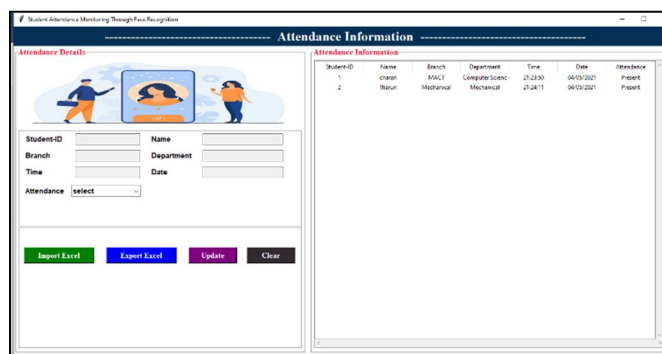 Student Attendance Monitoring Through Face Recognition
------------------------------------- Attendance Information -------------------------------------
Attendance Details
Student-ID Name
Branch Department
Time Date
Attendance select
Import Excel Export Excel Update Clear
Attendance Information
Student-ID Name Branch Department Time Date Attendance
1 charan MACT Computer Scienc 21:23:50 04/05/2021 Present
2 Tharun Mechanical Mechanical 21:24:11 04/05/2021 Present